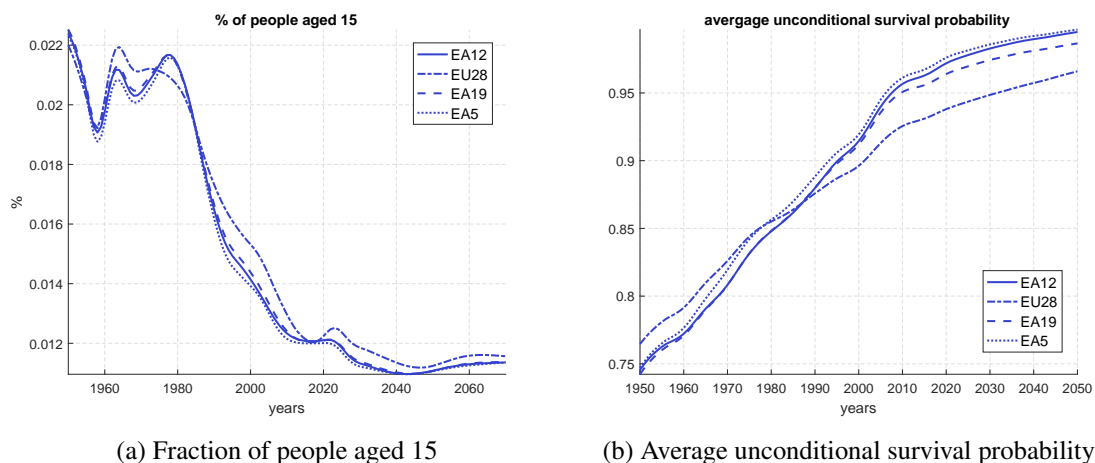 % of people aged 15
0.022
0.02
0.018
0.016
0.014
0.012
%
1960
1980
2000
2020
2040
2060
years
EA12
EU28
EA19
EA5
(a) Fraction of people aged 15
avergage unconditional survival probability
0.95
0.9
0.85
0.8
0.75
1950
1960
1970
1980
1990
2000
2010
2020
2030
2040
2050
years
EA12
EU28
EA19
EA5
(b) Average unconditional survival probability